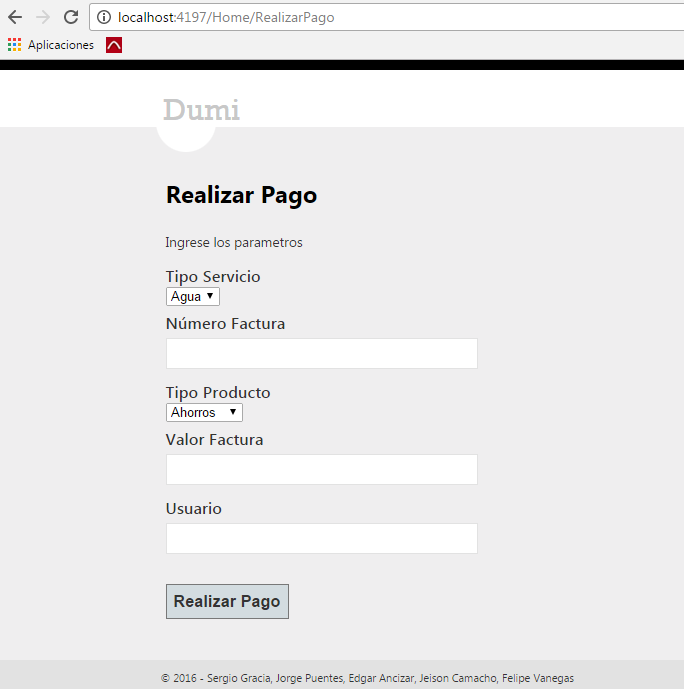 localhost:4197/Home/RealizarPago
Aplicaciones
Dumi
Realizar Pago
Ingrese los parametros
Tipo Servicio
Agua
Número Factura
Tipo Producto
Ahorros
Valor Factura
Usuario
Realizar Pago
© 2016 - Sergio Gracia, Jorge Puentes, Edgar Ancizar, Jeison Camacho, Felipe Vanegas